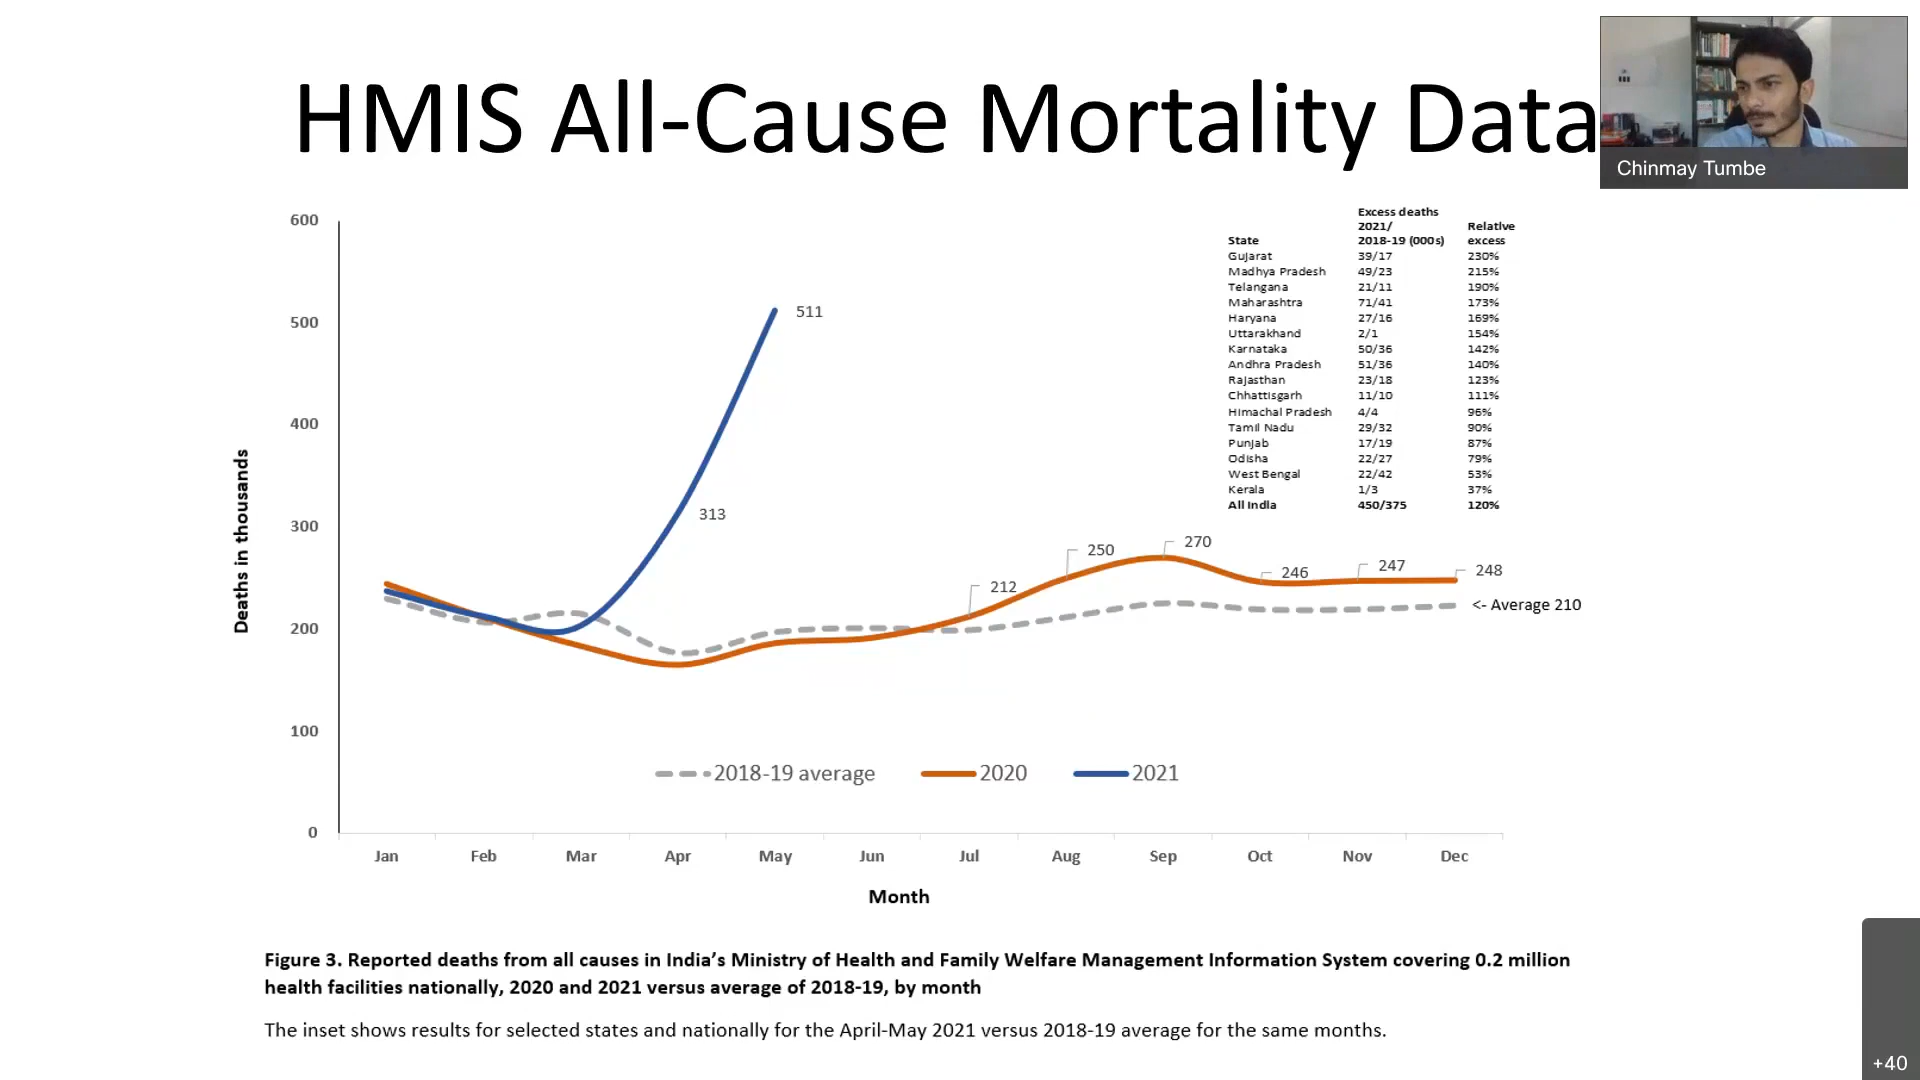 HMIS All-Cause Mortality Data
Chinmay Tumbe
600
500
400
300
200
100
0
Deaths in thousands
511
313
212
250
270
246
247
248
<- Average 210
State Excess deaths 2021/ 2018-19 (000s) Relative excess
Gujarat 39/17 230%
Madhya Pradesh 49/23 215%
Telangana 21/11 190%
Maharashtra 71/41 173%
Haryana 27/16 169%
Uttarakhand 2/1 154%
Karnataka 50/36 142%
Andhra Pradesh 51/36 140%
Rajasthan 23/18 123%
Chhattisgarh 11/10 111%
Himachal Pradesh 4/4 96%
Tamil Nadu 29/32 90%
Punjab 17/19 87%
Odisha 22/27 79%
West Bengal 22/42 53%
Kerala 1/3 37%
All India 450/375 120%
2018-19 average 2020 2021
Jan Feb Mar Apr May Jun Jul Aug Sep Oct Nov Dec
Month
Figure 3. Reported deaths from all causes in India’s Ministry of Health and Family Welfare Management Information System covering 0.2 million
health facilities nationally, 2020 and 2021 versus average of 2018-19, by month
The inset shows results for selected states and nationally for the April-May 2021 versus 2018-19 average for the same months.
+40